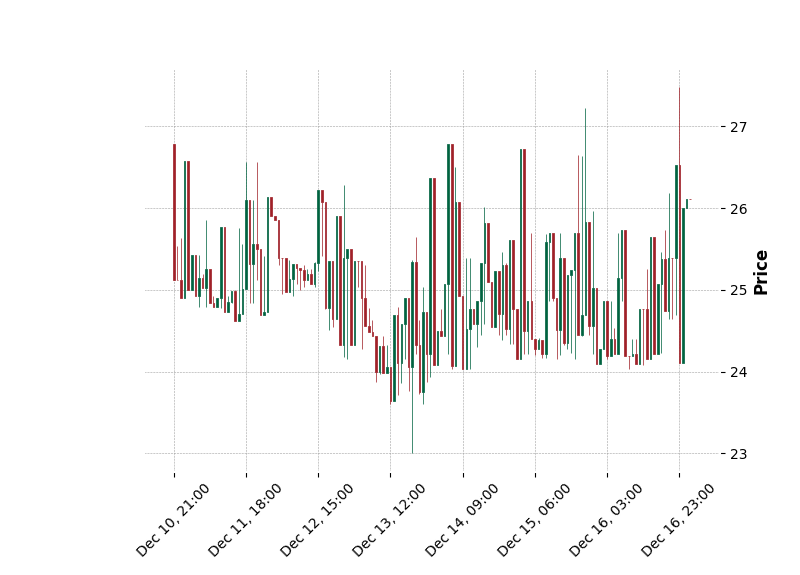 27
26
25
24
23
Price
Dec 10, 21:00
Dec 11, 18:00
Dec 12, 15:00
Dec 13, 12:00
Dec 14, 09:00
Dec 15, 06:00
Dec 16, 03:00
Dec 16, 23:00